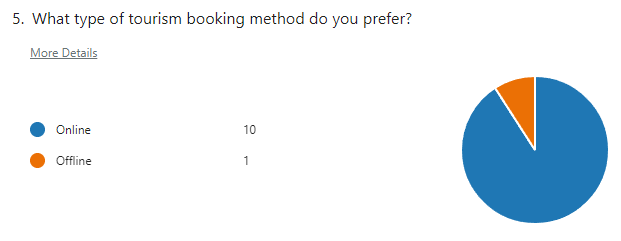 5. What type of tourism booking method do you prefer?
More Details
Online 10
Offline 1